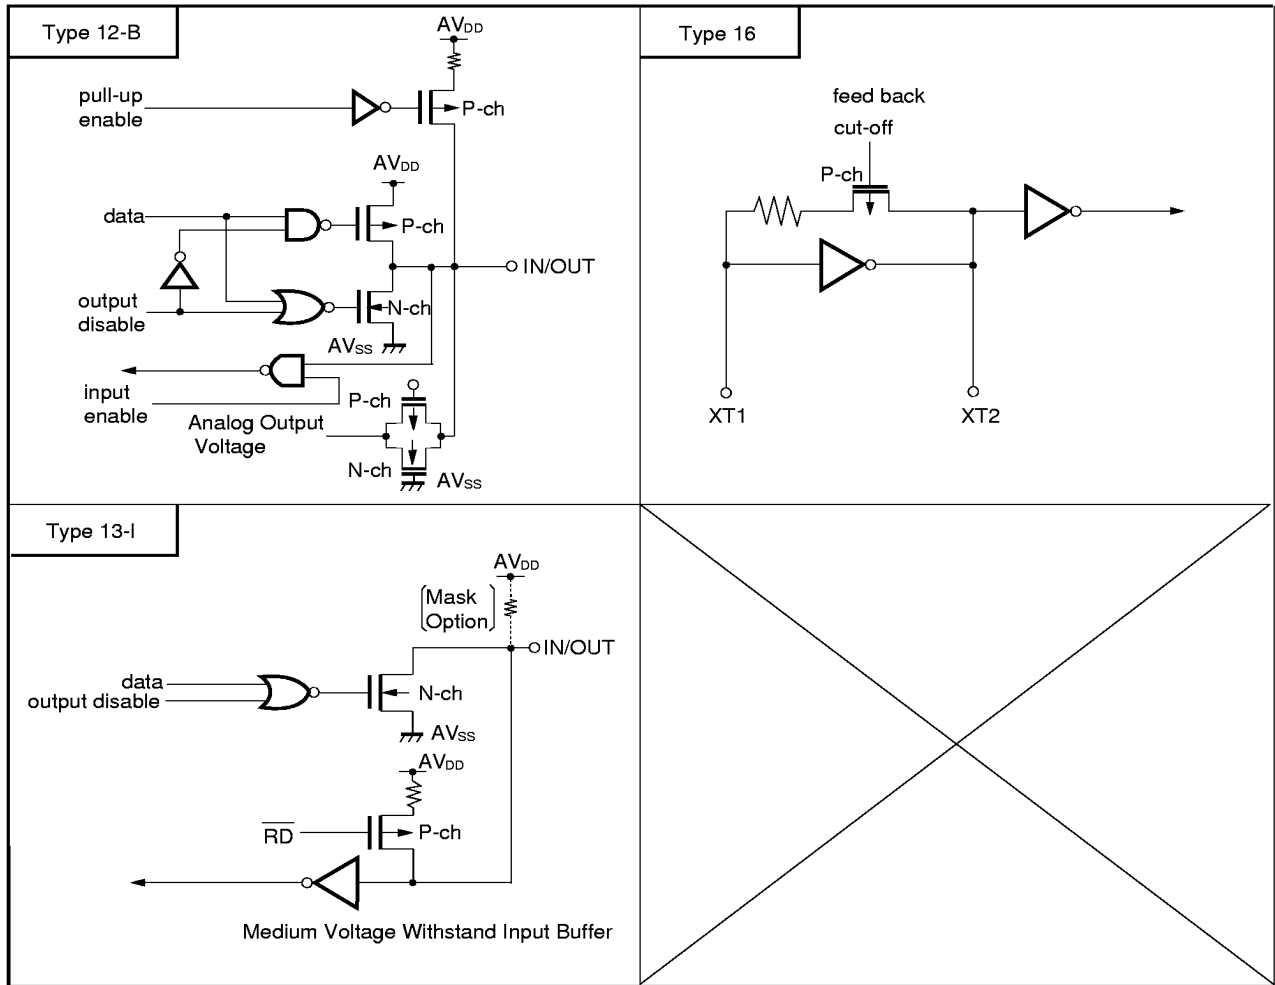 Type 12-B
AVDD
pull-up
enable
P-ch
AVDD
data
P-ch
IN/OUT
output
disable
N-ch
AVSS
input
enable
P-ch
Analog Output
Voltage
N-ch
AVSS
Type 16
feed back
cut-off
P-ch
XT1
XT2
Type 13-I
AVDD
Mask
Option
IN/OUT
data
output disable
N-ch
AVSS
AVDD
RD
P-ch
Medium Voltage Withstand Input Buffer